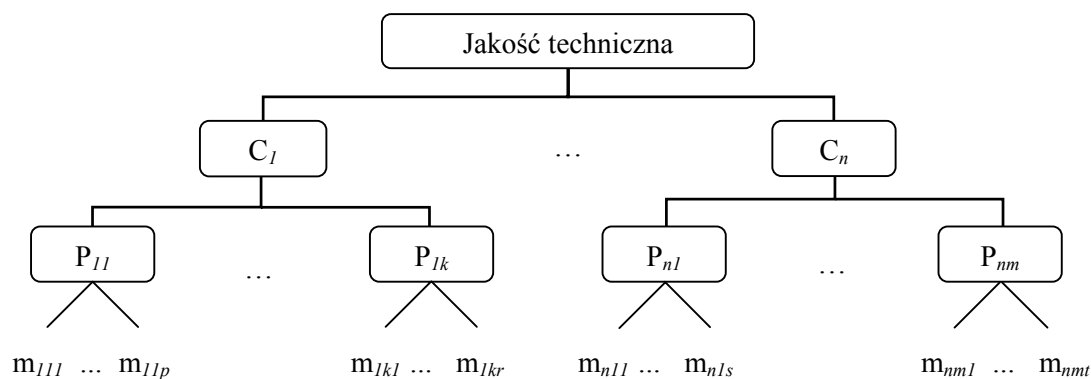 Jakość techniczna
C₁ ... Cₙ
P₁₁ ... P₁ₖ Pₙ₁ ... Pₙₘ
m₁₁₁ ... m₁₁ₚ m₁ₖ₁ ... m₁ₖᵣ mₙ₁₁ ... mₙ₁ₛ mₙₘ₁ ... mₙₘₜ